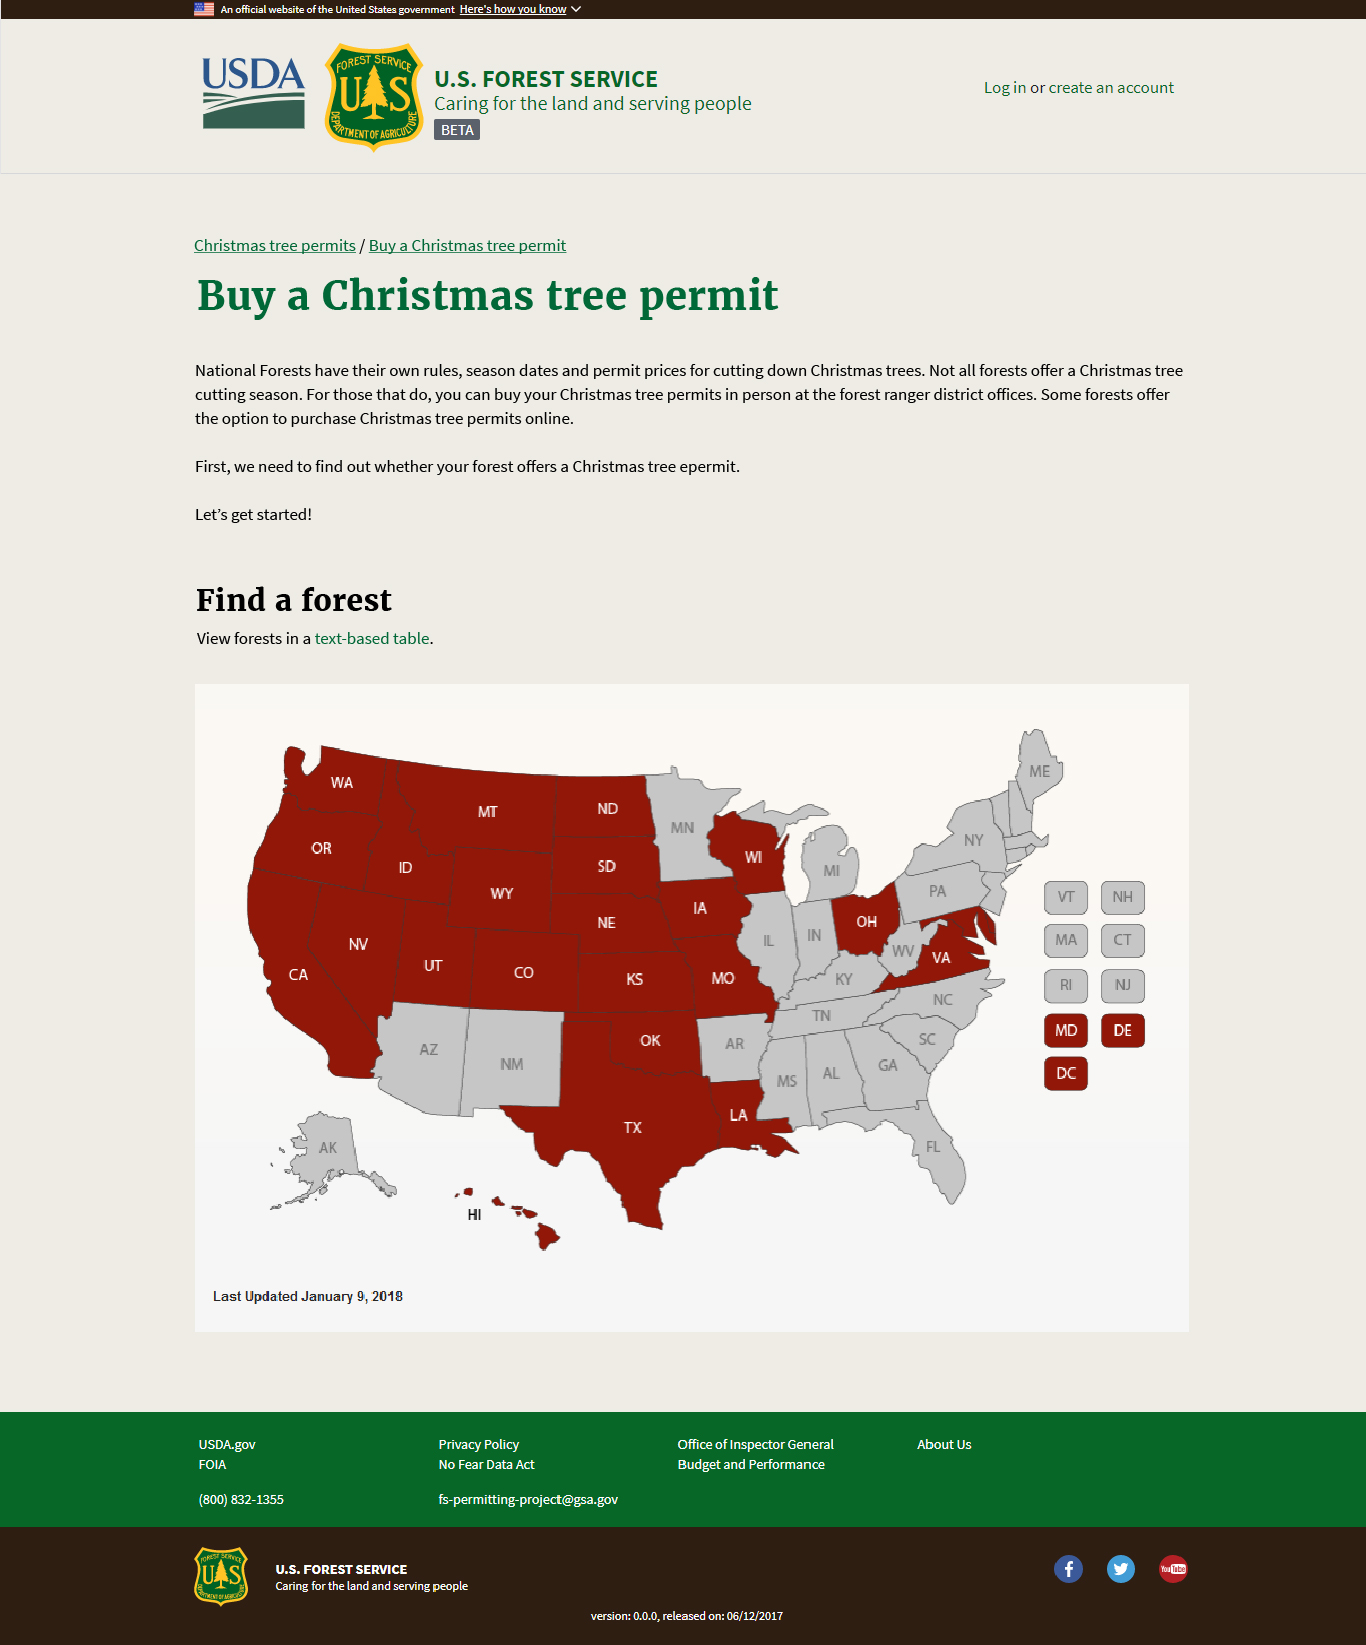 An official website of the United States government Here's how you know
USDA
FOREST SERVICE
U S
DEPARTMENT OF AGRICULTURE
U.S. FOREST SERVICE
Caring for the land and serving people
BETA
Log in or create an account
Christmas tree permits / Buy a Christmas tree permit
Buy a Christmas tree permit
National Forests have their own rules, season dates and permit prices for cutting down Christmas trees. Not all forests offer a Christmas tree
cutting season. For those that do, you can buy your Christmas tree permits in person at the forest ranger district offices. Some forests offer
the option to purchase Christmas tree permits online.
First, we need to find out whether your forest offers a Christmas tree epermit.
Let’s get started!
Find a forest
View forests in a text-based table.
ME
WA
MT
ND
MN
OR
NY
WI
ID
SD
MI
WY
PA
VT
NH
IA
NE
OH
IL
IN
NV
MA
CT
WV
VA
UT
CO
CA
KS
MO
KY
RI
NJ
NC
TN
MD
DE
OK
SC
AZ
AR
NM
GA
MS
AL
DC
LA
TX
AK
FL
HI
Last Updated January 9, 2018
USDA.gov
Privacy Policy
Office of Inspector General
About Us
FOIA
No Fear Data Act
Budget and Performance
(800) 832-1355
fs-permitting-project@gsa.gov
FOREST SERVICE
U S
DEPARTMENT OF AGRICULTURE
U.S. FOREST SERVICE
Caring for the land and serving people
YouTube
version: 0.0.0, released on: 06/12/2017